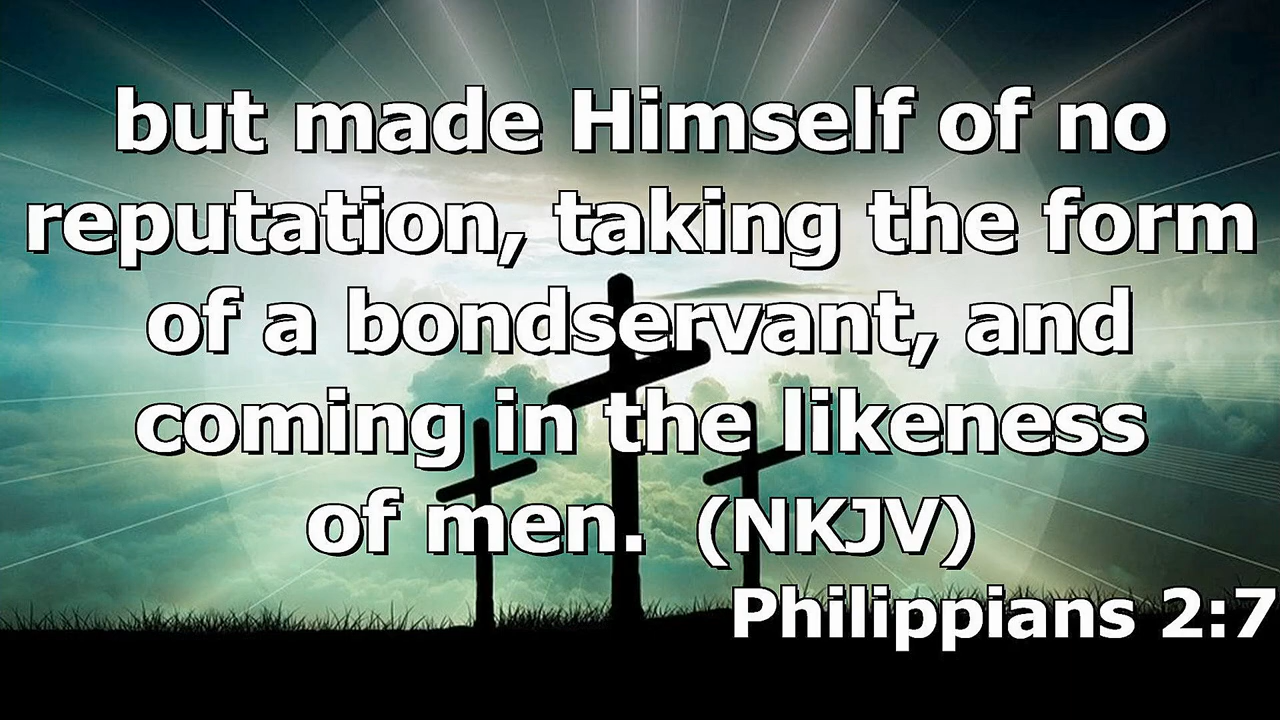 but made Himself of no
reputation, taking the form
of a bondservant, and
coming in the likeness
of men. (NKJV)
Philippians 2:7